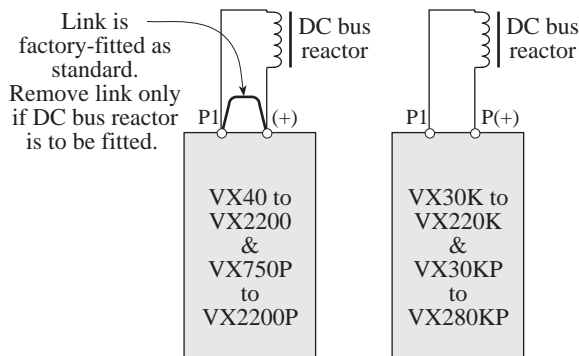 Link is
factory-fitted as
standard.
Remove link only
if DC bus reactor
is to be fitted.
DC bus
reactor
P1
(+)
VX40 to
VX2200
&
VX750P
to
VX2200P
DC bus
reactor
P1
P(+)
VX30K to
VX220K
&
VX30KP
to
VX280KP